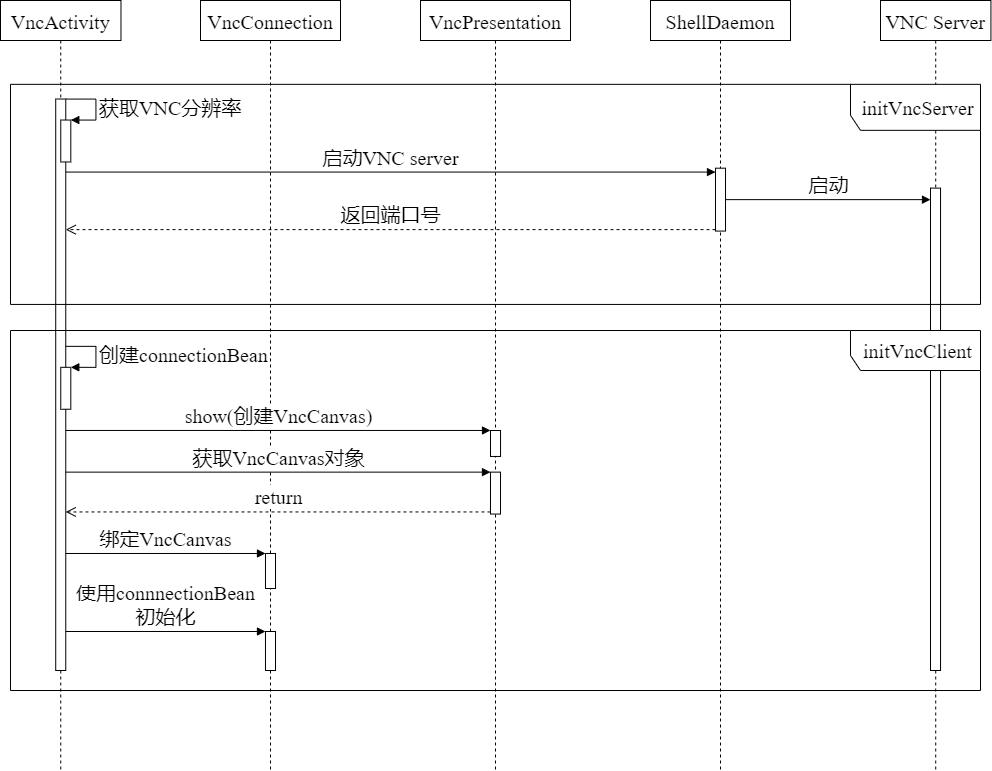 VncActivity
VncConnection
VncPresentation
ShellDaemon
VNC Server
initVncServer
获取VNC分辨率
启动VNC server
启动
返回端口号
initVncClient
创建connectionBean
show(创建VncCanvas)
获取VncCanvas对象
return
绑定VncCanvas
使用connnectionBean
初始化